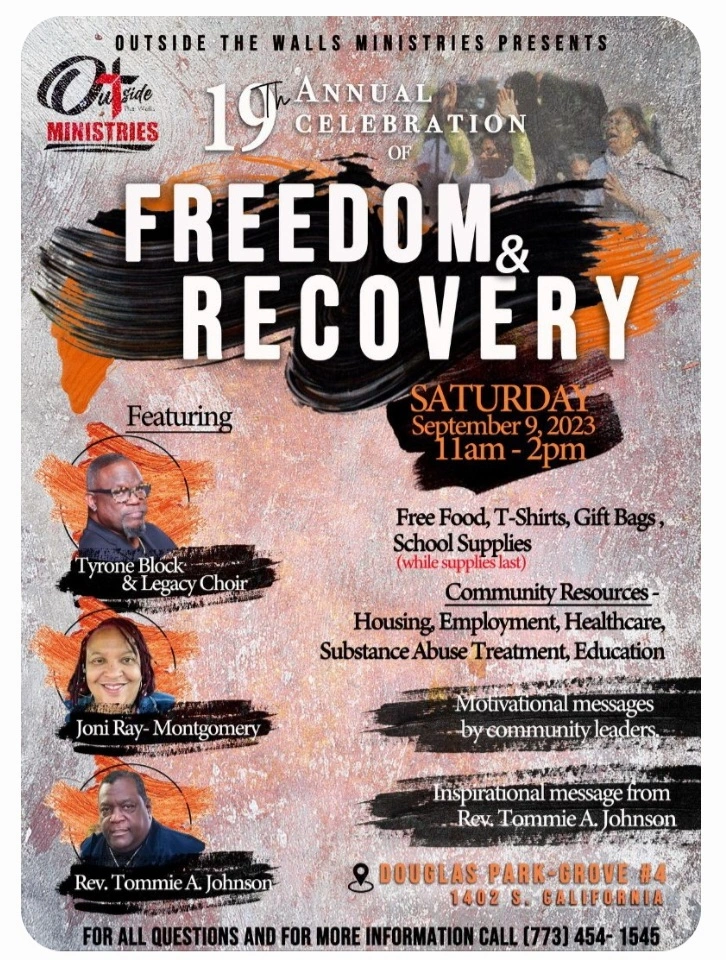 OUTSIDE THE WALLS MINISTRIES PRESENTS
Outside
The Walls
MINISTRIES
19Th ANNUAL
CELEBRATION
OF
FREEDOM
&
RECOVERY
SATURDAY
September 9, 2023
11am - 2pm
Featuring
Tyrone Block
& Legacy Choir
Joni Ray- Montgomery
Rev. Tommie A. Johnson
Free Food, T-Shirts, Gift Bags ,
School Supplies
(while supplies last)
Community Resources -
Housing, Employment, Healthcare,
Substance Abuse Treatment, Education
Motivational messages
by community leaders.
Inspirational message from
Rev. Tommie A. Johnson
DOUGLAS PARK-GROVE #4
1402 S. CALIFORNIA
FOR ALL QUESTIONS AND FOR MORE INFORMATION CALL (773) 454- 1545